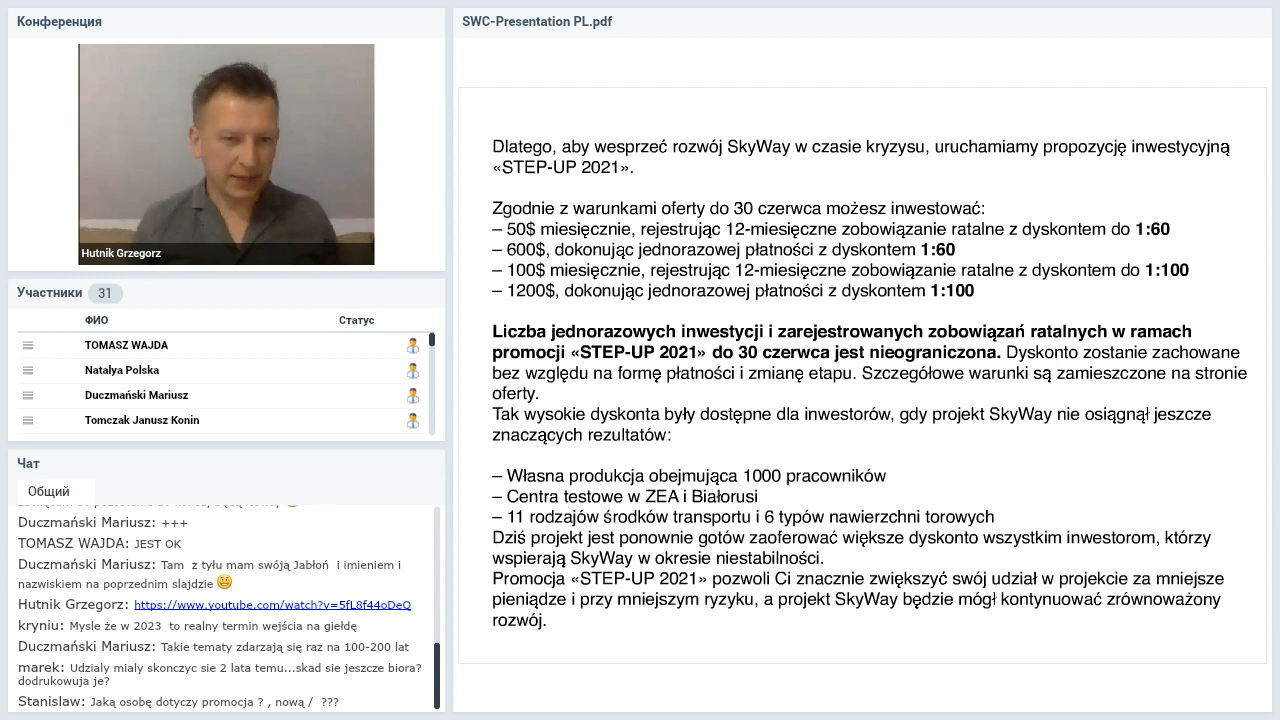 Конференция
Hutnik Grzegorz
Участники 31
ФИО Статус
TOMASZ WAJDA
Natalya Polska
Duczmański Mariusz
Tomczak Janusz Konin
Чат
Общий
Duczmański Mariusz: +++
TOMASZ WAJDA: JEST OK
Duczmański Mariusz: Tam z tyłu mam swóją Jabłoń i imieniem i
nazwiskiem na poprzednim slajdzie
Hutnik Grzegorz: https://www.youtube.com/watch?v=5fL8f44oDeQ
kryniu: Mysle że w 2023 to realny termin wejścia na giełdę
Duczmański Mariusz: Takie tematy zdarzają się raz na 100-200 lat
marek: Udzialy mialy skonczyc sie 2 lata temu...skad sie jeszcze biora?
dodrukowuja je?
Stanislaw: Jaką osobę dotyczy promocja ? , nową / ???
SWC-Presentation PL.pdf
Dlatego, aby wesprzeć rozwój SkyWay w czasie kryzysu, uruchamiamy propozycję inwestycyjną
«STEP-UP 2021».
Zgodnie z warunkami oferty do 30 czerwca możesz inwestować:
– 50$ miesięcznie, rejestrując 12-miesięczne zobowiązanie ratalne z dyskontem do 1:60
– 600$, dokonując jednorazowej płatności z dyskontem 1:60
– 100$ miesięcznie, rejestrując 12-miesięczne zobowiązanie ratalne z dyskontem do 1:100
– 1200$, dokonując jednorazowej płatności z dyskontem 1:100
Liczba jednorazowych inwestycji i zarejestrowanych zobowiązań ratalnych w ramach
promocji «STEP-UP 2021» do 30 czerwca jest nieograniczona. Dyskonto zostanie zachowane
bez względu na formę płatności i zmianę etapu. Szczegółowe warunki są zamieszczone na stronie
oferty.
Tak wysokie dyskonta były dostępne dla inwestorów, gdy projekt SkyWay nie osiągnął jeszcze
znaczących rezultatów:
– Własna produkcja obejmująca 1000 pracowników
– Centra testowe w ZEA i Białorusi
– 11 rodzajów środków transportu i 6 typów nawierzchni torowych
Dziś projekt jest ponownie gotów zaoferować większe dyskonto wszystkim inwestorom, którzy
wspierają SkyWay w okresie niestabilności.
Promocja «STEP-UP 2021» pozwoli Ci znacznie zwiększyć swój udział w projekcie za mniejsze
pieniądze i przy mniejszym ryzyku, a projekt SkyWay będzie mógł kontynuować zrównoważony
rozwój.